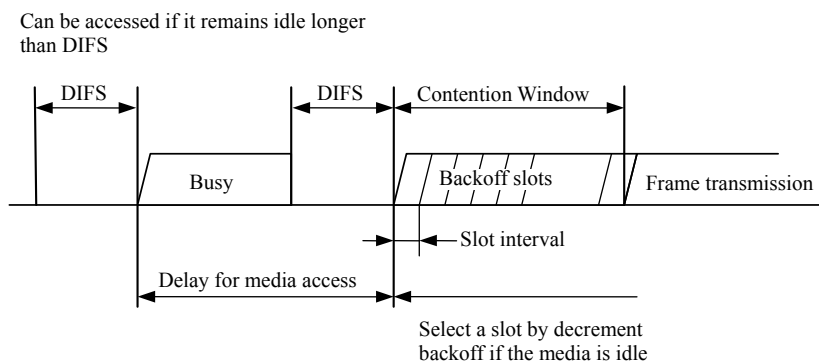 Can be accessed if it remains idle longer
than DIFS
DIFS
DIFS
Contention Window
Busy
Backoff slots
Frame transmission
Slot interval
Delay for media access
Select a slot by decrement
backoff if the media is idle